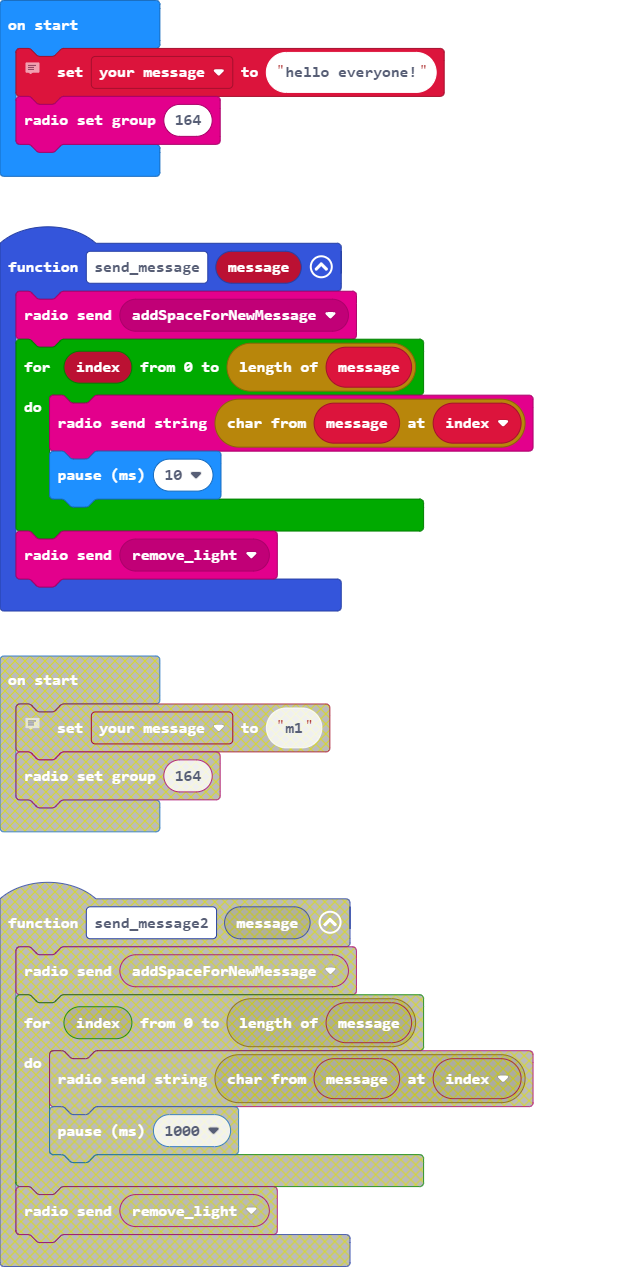 on start
set your message to "hello everyone!"
radio set group 164
function send_message message
radio send addSpaceForNewMessage
for index from 0 to length of message
do
radio send string char from message at index
pause (ms) 10
radio send remove_light
on start
set your message to "m1"
radio set group 164
function send_message2 message
radio send addSpaceForNewMessage
for index from 0 to length of message
do
radio send string char from message at index
pause (ms) 1000
radio send remove_light